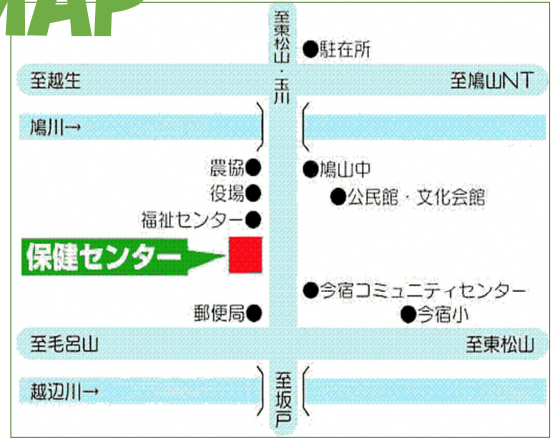 MAP
至東松山・玉川
●駐在所
至越生
至鳩山NT
鳩川→
農協●
●鳩山中
役場●
●公民館・文化会館
福祉センター●
保健センター
●今宿コミュニティセンター
郵便局●
●今宿小
至毛呂山
至東松山
越辺川→
至坂戸